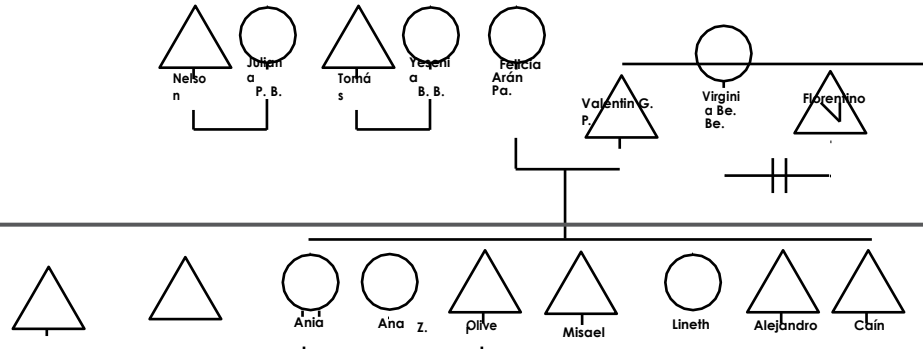 Nelso
n
Julian
a
P. B.
Tomá
s
Yeseni
a
B. B.
Felicia
Arán
Pa.
Valentin G.
P.
Virgini
a Be.
Be.
Florentino
Ania
Ana
Z.
Olive
Misael
Lineth
Alejandro
Caín